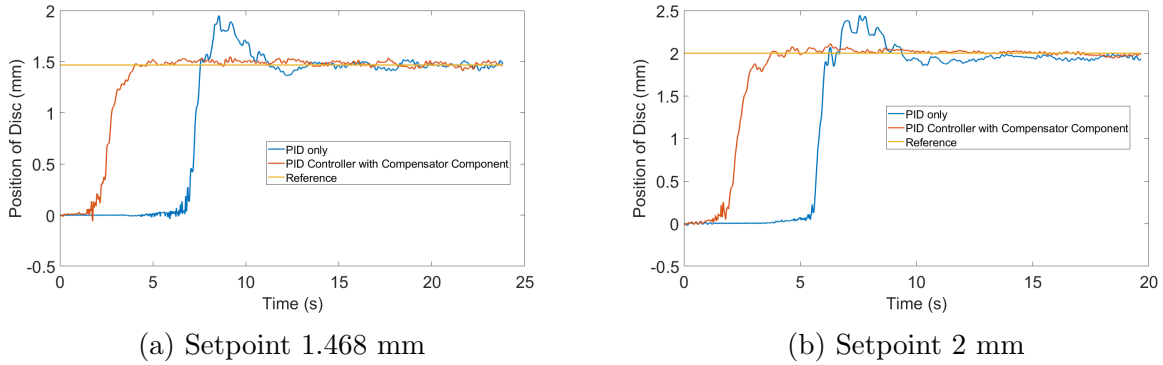 2
1.5
1
0.5
0
-0.5
Position of Disc (mm)
PID only
PID Controller with Compensator Component
Reference
0 5 10 15 20 25
Time (s)
(a) Setpoint 1.468 mm
2.5
2
1.5
1
0.5
0
-0.5
Position of Disc (mm)
PID only
PID Controller with Compensator Component
Reference
0 5 10 15 20
Time (s)
(b) Setpoint 2 mm